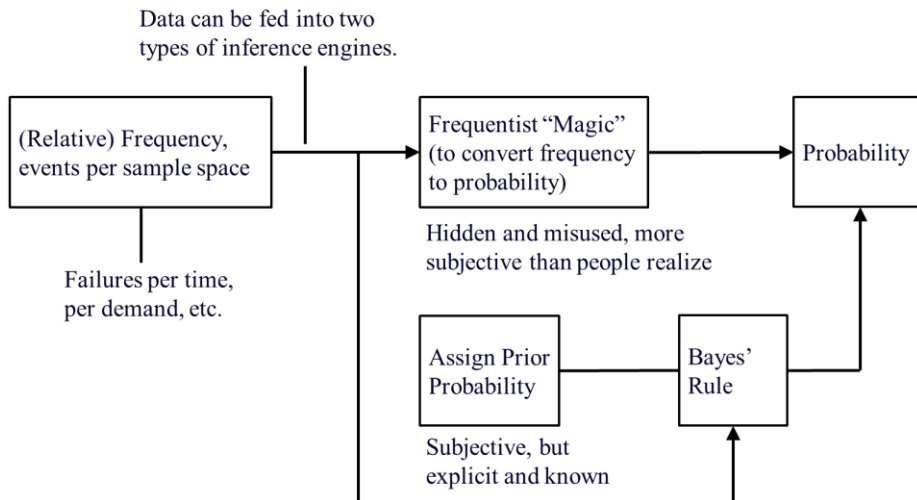 Data can be fed into two
types of inference engines.
(Relative) Frequency,
events per sample space
Failures per time,
per demand, etc.
Frequentist “Magic”
(to convert frequency
to probability)
Hidden and misused, more
subjective than people realize
Probability
Assign Prior
Probability
Subjective, but
explicit and known
Bayes’
Rule